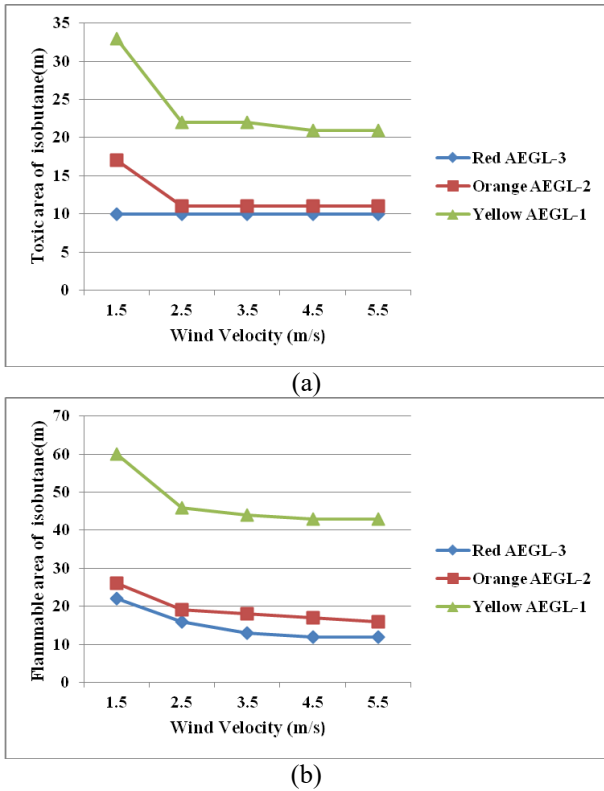 35
30
25
20
15
10
5
0
Toxic area of isobutane(m)
1.5 2.5 3.5 4.5 5.5
Wind Velocity (m/s)
Red AEGL-3
Orange AEGL-2
Yellow AEGL-1
(a)
70
60
50
40
30
20
10
0
Flammable area of isobutane(m)
1.5 2.5 3.5 4.5 5.5
Wind Velocity (m/s)
Red AEGL-3
Orange AEGL-2
Yellow AEGL-1
(b)